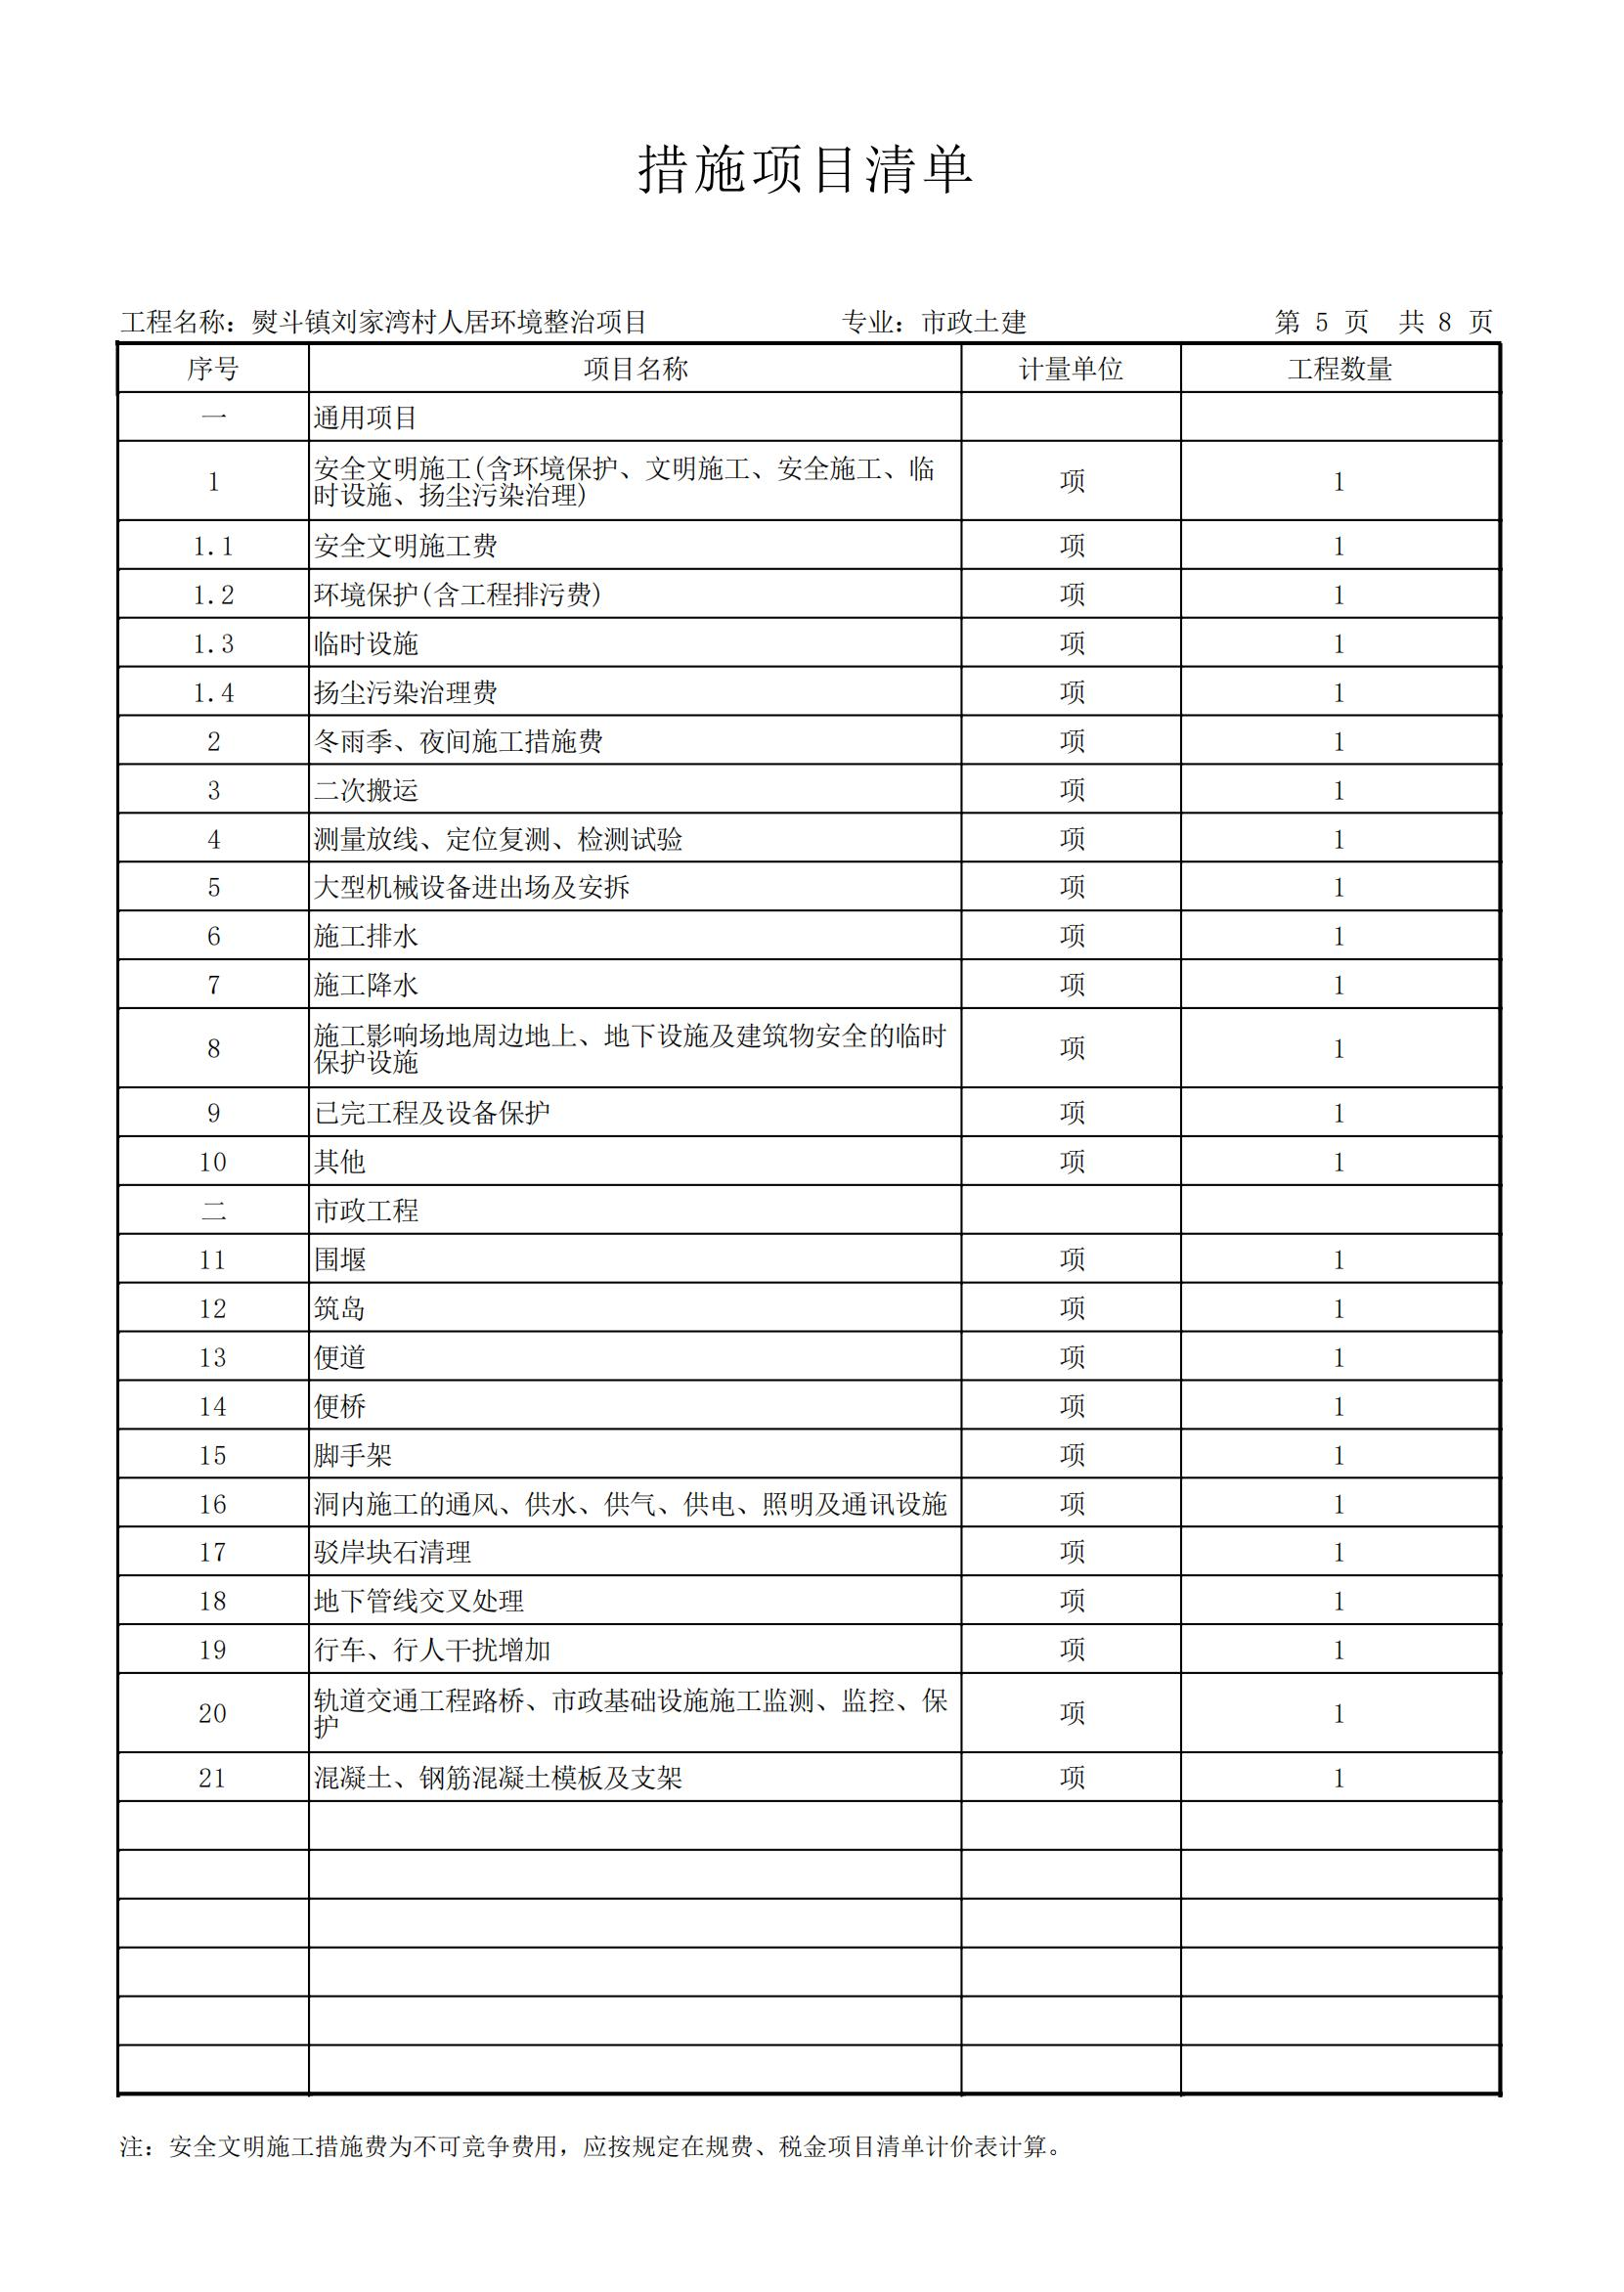 措施项目清单
工程名称：熨斗镇刘家湾村人居环境整治项目 专业：市政土建 第 5 页 共 8 页
序号 项目名称 计量单位 工程数量
一 通用项目
1 安全文明施工(含环境保护、文明施工、安全施工、临
时设施、扬尘污染治理) 项 1
1.1 安全文明施工费 项 1
1.2 环境保护(含工程排污费) 项 1
1.3 临时设施 项 1
1.4 扬尘污染治理费 项 1
2 冬雨季、夜间施工措施费 项 1
3 二次搬运 项 1
4 测量放线、定位复测、检测试验 项 1
5 大型机械设备进出场及安拆 项 1
6 施工排水 项 1
7 施工降水 项 1
8 施工影响场地周边地上、地下设施及建筑物安全的临时
保护设施 项 1
9 已完工程及设备保护 项 1
10 其他 项 1
二 市政工程
11 围堰 项 1
12 筑岛 项 1
13 便道 项 1
14 便桥 项 1
15 脚手架 项 1
16 洞内施工的通风、供水、供气、供电、照明及通讯设施 项 1
17 驳岸块石清理 项 1
18 地下管线交叉处理 项 1
19 行车、行人干扰增加 项 1
20 轨道交通工程路桥、市政基础设施施工监测、监控、保
护 项 1
21 混凝土、钢筋混凝土模板及支架 项 1
注：安全文明施工措施费为不可竞争费用，应按规定在规费、税金项目清单计价表计算。